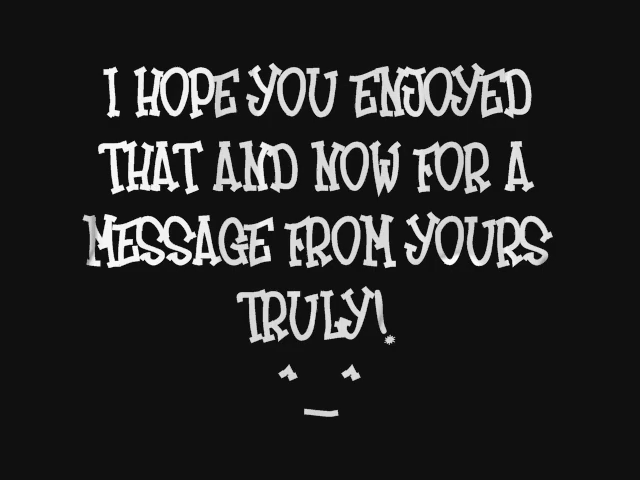 I HOPE YOU ENJOYED
THAT AND NOW FOR A
MESSAGE FROM YOURS
TRULY!
^_^